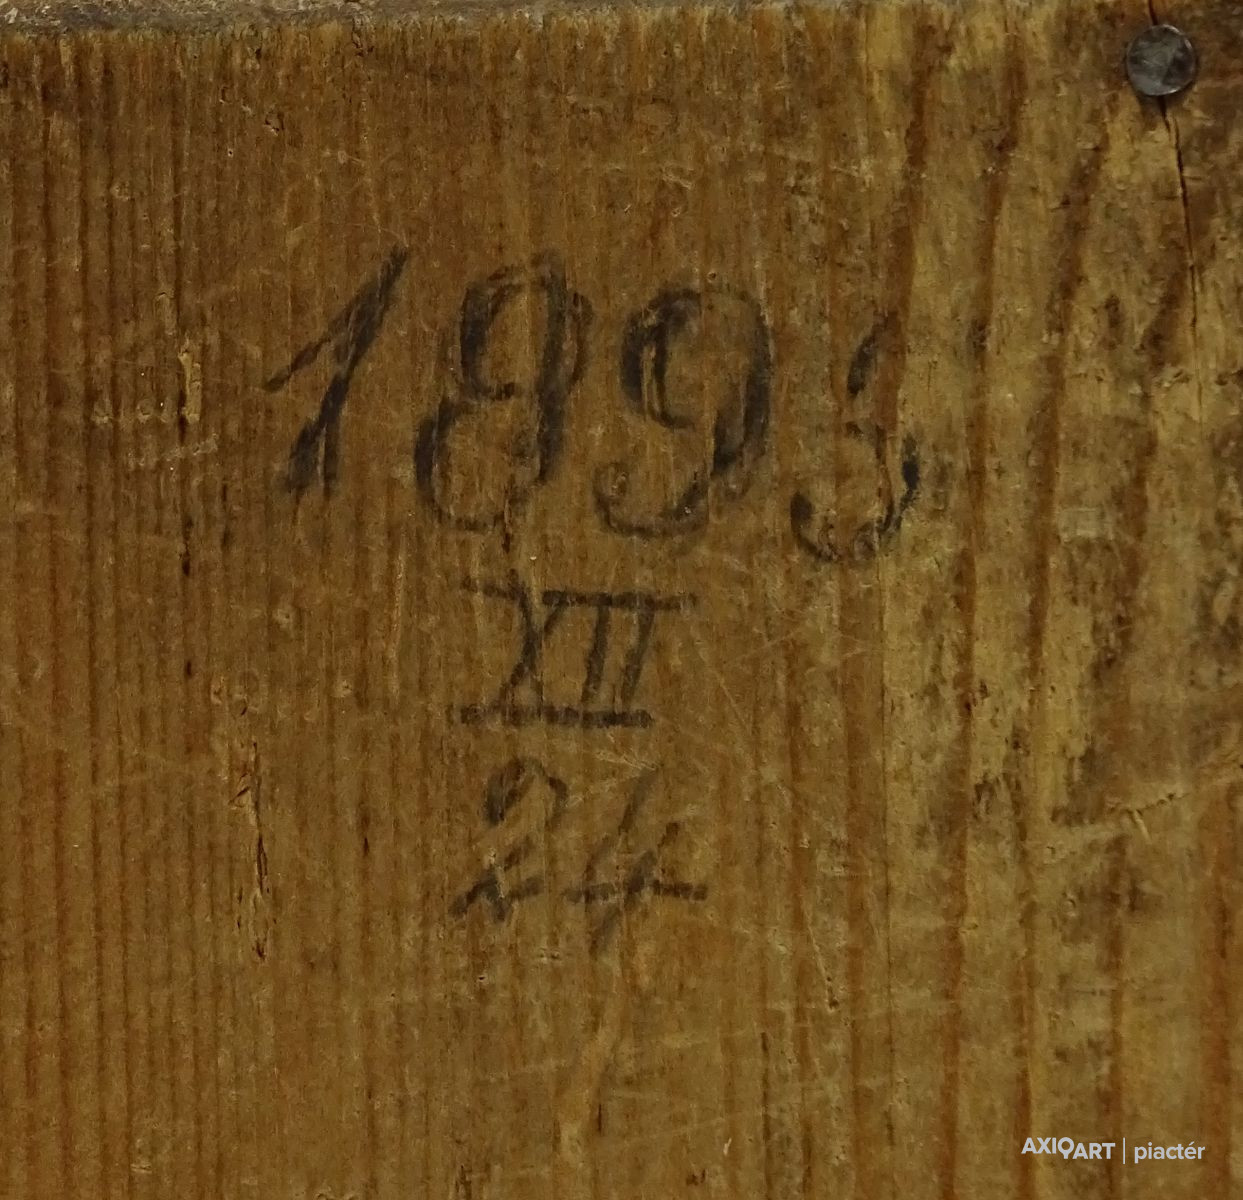 1893
XII
24
AXIOART | piactér